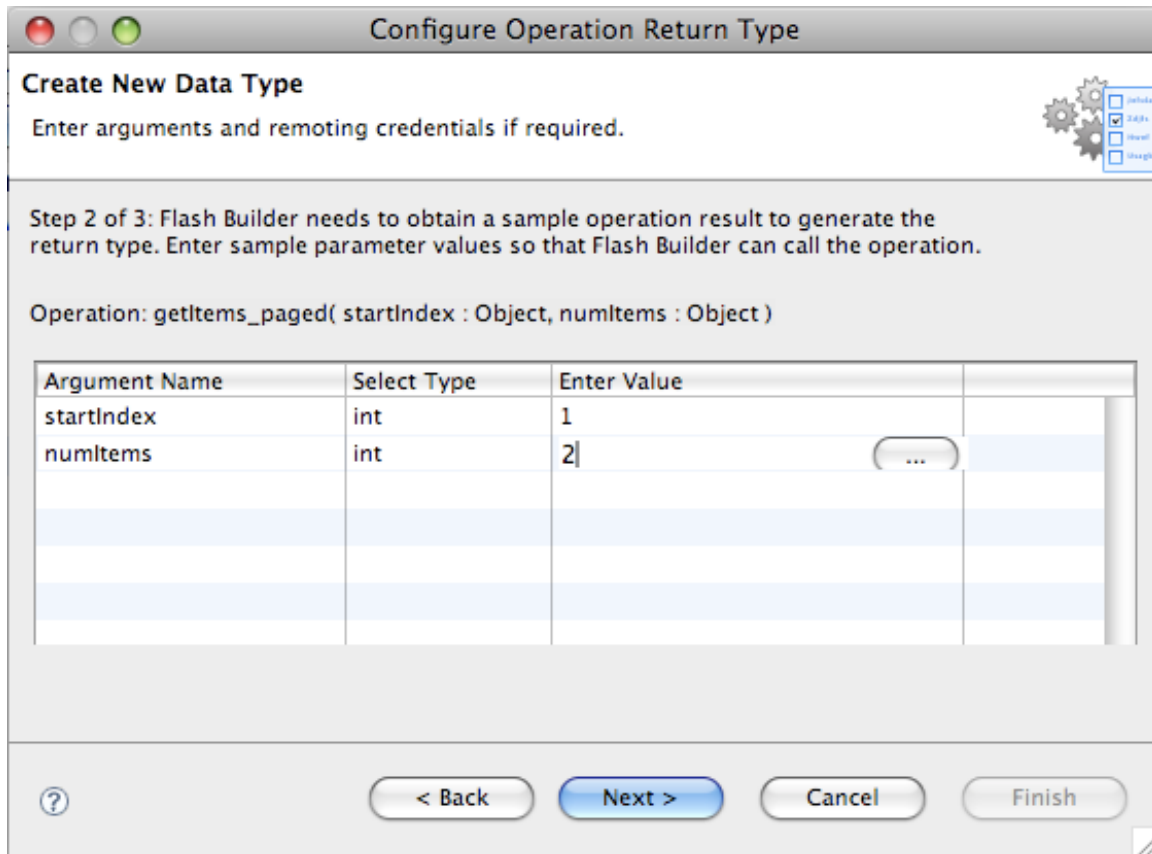 Configure Operation Return Type
Create New Data Type
Enter arguments and remoting credentials if required.
Step 2 of 3: Flash Builder needs to obtain a sample operation result to generate the
return type. Enter sample parameter values so that Flash Builder can call the operation.
Operation: getItems_paged( startIndex : Object, numItems : Object )
Argument Name Select Type Enter Value
startIndex int 1
numItems int 2 ...
? < Back Next > Cancel Finish